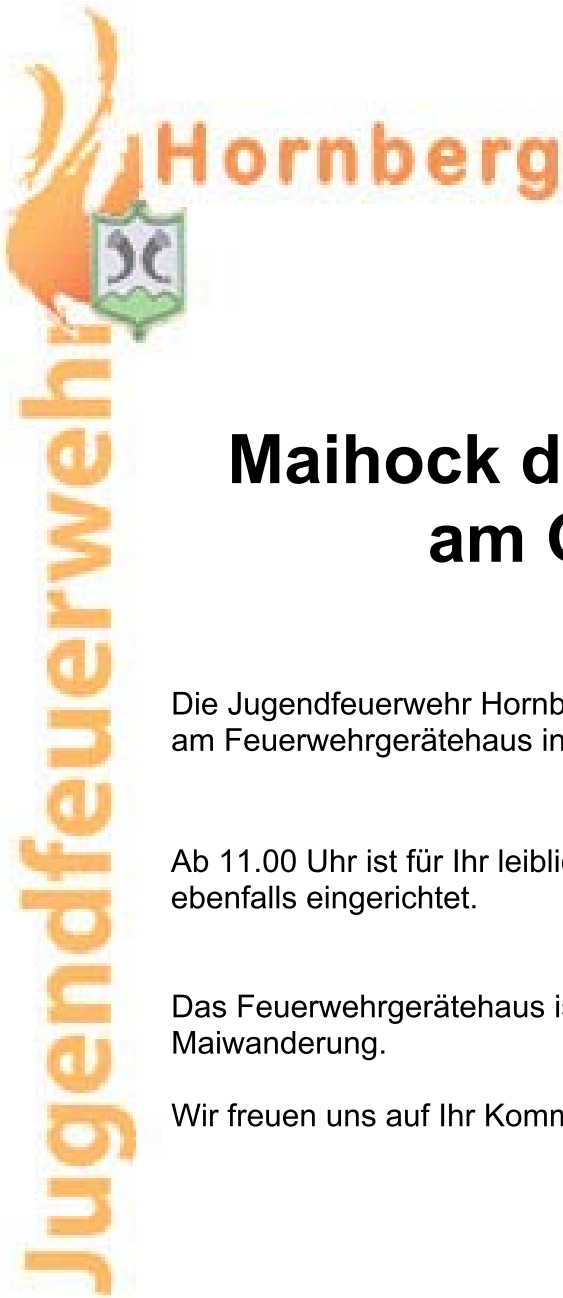 Hornberg
Jugendfeuerwehr
Maihock d
am G
Die Jugendfeuerwehr Hornb
am Feuerwehrgerätehaus in
Ab 11.00 Uhr ist für Ihr leiblic
ebenfalls eingerichtet.
Das Feuerwehrgerätehaus is
Maiwanderung.
Wir freuen uns auf Ihr Komm